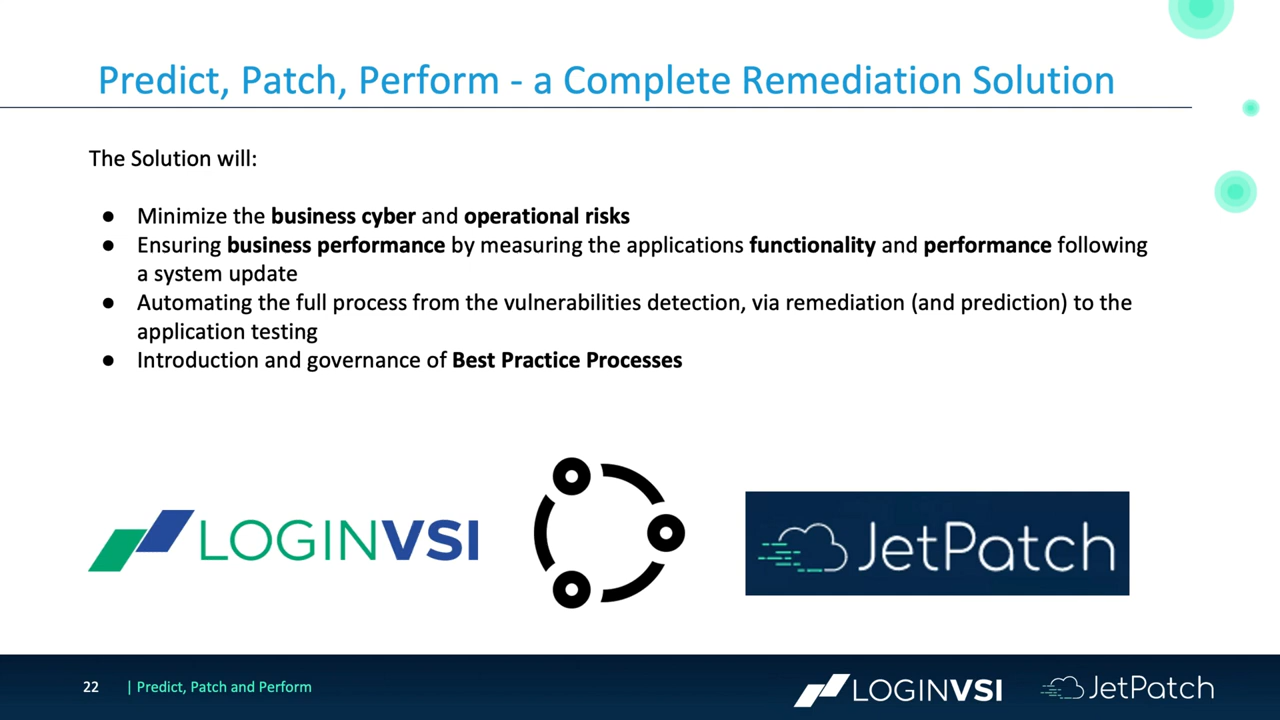 Predict, Patch, Perform - a Complete Remediation Solution
The Solution will:
● Minimize the business cyber and operational risks
● Ensuring business performance by measuring the applications functionality and performance following
a system update
● Automating the full process from the vulnerabilities detection, via remediation (and prediction) to the
application testing
● Introduction and governance of Best Practice Processes
LOGINVSI
JetPatch
22 | Predict, Patch and Perform
LOGINVSI
JetPatch